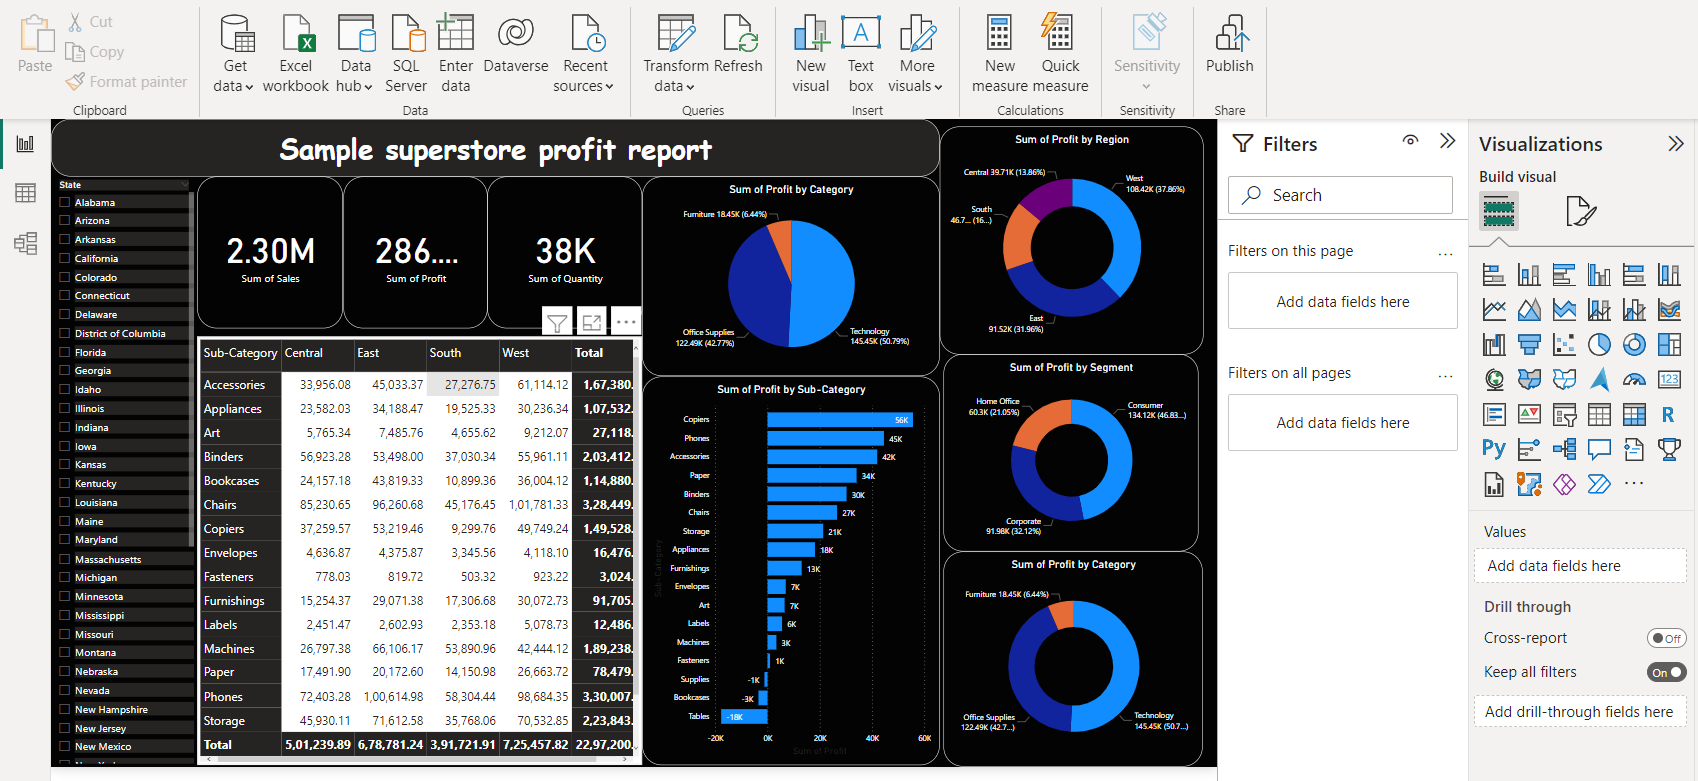 Paste
Cut
Copy
Format painter
Clipboard
Get data
Excel workbook
Data hub
SQL Server
Enter data
Dataverse
Recent sources
Data
Transform data
Refresh
Queries
New visual
Text box
More visuals
Insert
New measure
Quick measure
Calculations
Sensitivity
Sensitivity
Publish
Share
Sample superstore profit report
State
Alabama
Arizona
Arkansas
California
Colorado
Connecticut
Delaware
District of Columbia
Florida
Georgia
Idaho
Illinois
Indiana
Iowa
Kansas
Kentucky
Louisiana
Maine
Maryland
Massachusetts
Michigan
Minnesota
Mississippi
Missouri
Montana
Nebraska
Nevada
New Hampshire
New Jersey
New Mexico
2.30M
Sum of Sales
286....
Sum of Profit
38K
Sum of Quantity
Sub-Category Central East South West Total
Accessories 33,956.08 45,033.37 27,276.75 61,114.12 1,67,380.
Appliances 23,582.03 34,188.47 19,525.33 30,236.34 1,07,532.
Art 5,765.34 7,485.76 4,655.62 9,212.07 27,118.
Binders 56,923.28 53,498.00 37,030.34 55,961.11 2,03,412.
Bookcases 24,157.18 43,819.33 10,899.36 36,004.12 1,14,880.
Chairs 85,230.65 96,260.68 45,176.45 1,01,781.33 3,28,449.
Copiers 37,259.57 53,219.46 9,299.76 49,749.24 1,49,528.
Envelopes 4,636.87 4,375.87 3,345.56 4,118.10 16,476.
Fasteners 778.03 819.72 503.32 923.22 3,024.
Furnishings 15,254.37 29,071.38 17,306.68 30,072.73 91,705.
Labels 2,451.47 2,602.93 2,353.18 5,078.73 12,486.
Machines 26,797.38 66,106.17 53,890.96 42,444.12 1,89,238.
Paper 17,491.90 20,172.60 14,150.98 26,663.72 78,479.
Phones 72,403.28 1,00,614.98 58,304.44 98,684.35 3,30,007.
Storage 45,930.11 71,612.58 35,768.06 70,532.85 2,23,843.
Total 5,01,239.89 6,78,781.24 3,91,721.91 7,25,457.82 22,97,200.
Sum of Profit by Category
Furniture 18.45K (6.44%)
Office Supplies
122.49K (42.77%)
Technology
145.45K (50.79%)
Sum of Profit by Sub-Category
Sub-Category
Copiers 56K
Phones 45K
Accessories 42K
Paper 34K
Binders 30K
Chairs 27K
Storage 21K
Appliances 18K
Furnishings 13K
Envelopes 7K
Art 7K
Labels 6K
Machines 3K
Fasteners 1K
Supplies -1K
Bookcases -3K
Tables -18K
-20K 0K 20K 40K 60K
Sum of Profit
Sum of Profit by Region
Central 39.71K (13.86%)
West
108.42K (37.86%)
South
46.7... (16...)
East
91.52K (31.96%)
Sum of Profit by Segment
Home Office
60.3K (21.05%)
Consumer
134.12K (46.83...)
Corporate
91.98K (32.12%)
Sum of Profit by Category
Furniture 18.45K (6.44%)
Office Supplies
122.49K (42.7...)
Technology
145.45K (50.7...)
Filters
Search
Filters on this page ...
Add data fields here
Filters on all pages ...
Add data fields here
Visualizations
Build visual
123
R
Py
...
Values
Add data fields here
Drill through
Cross-report Off
Keep all filters On
Add drill-through fields here